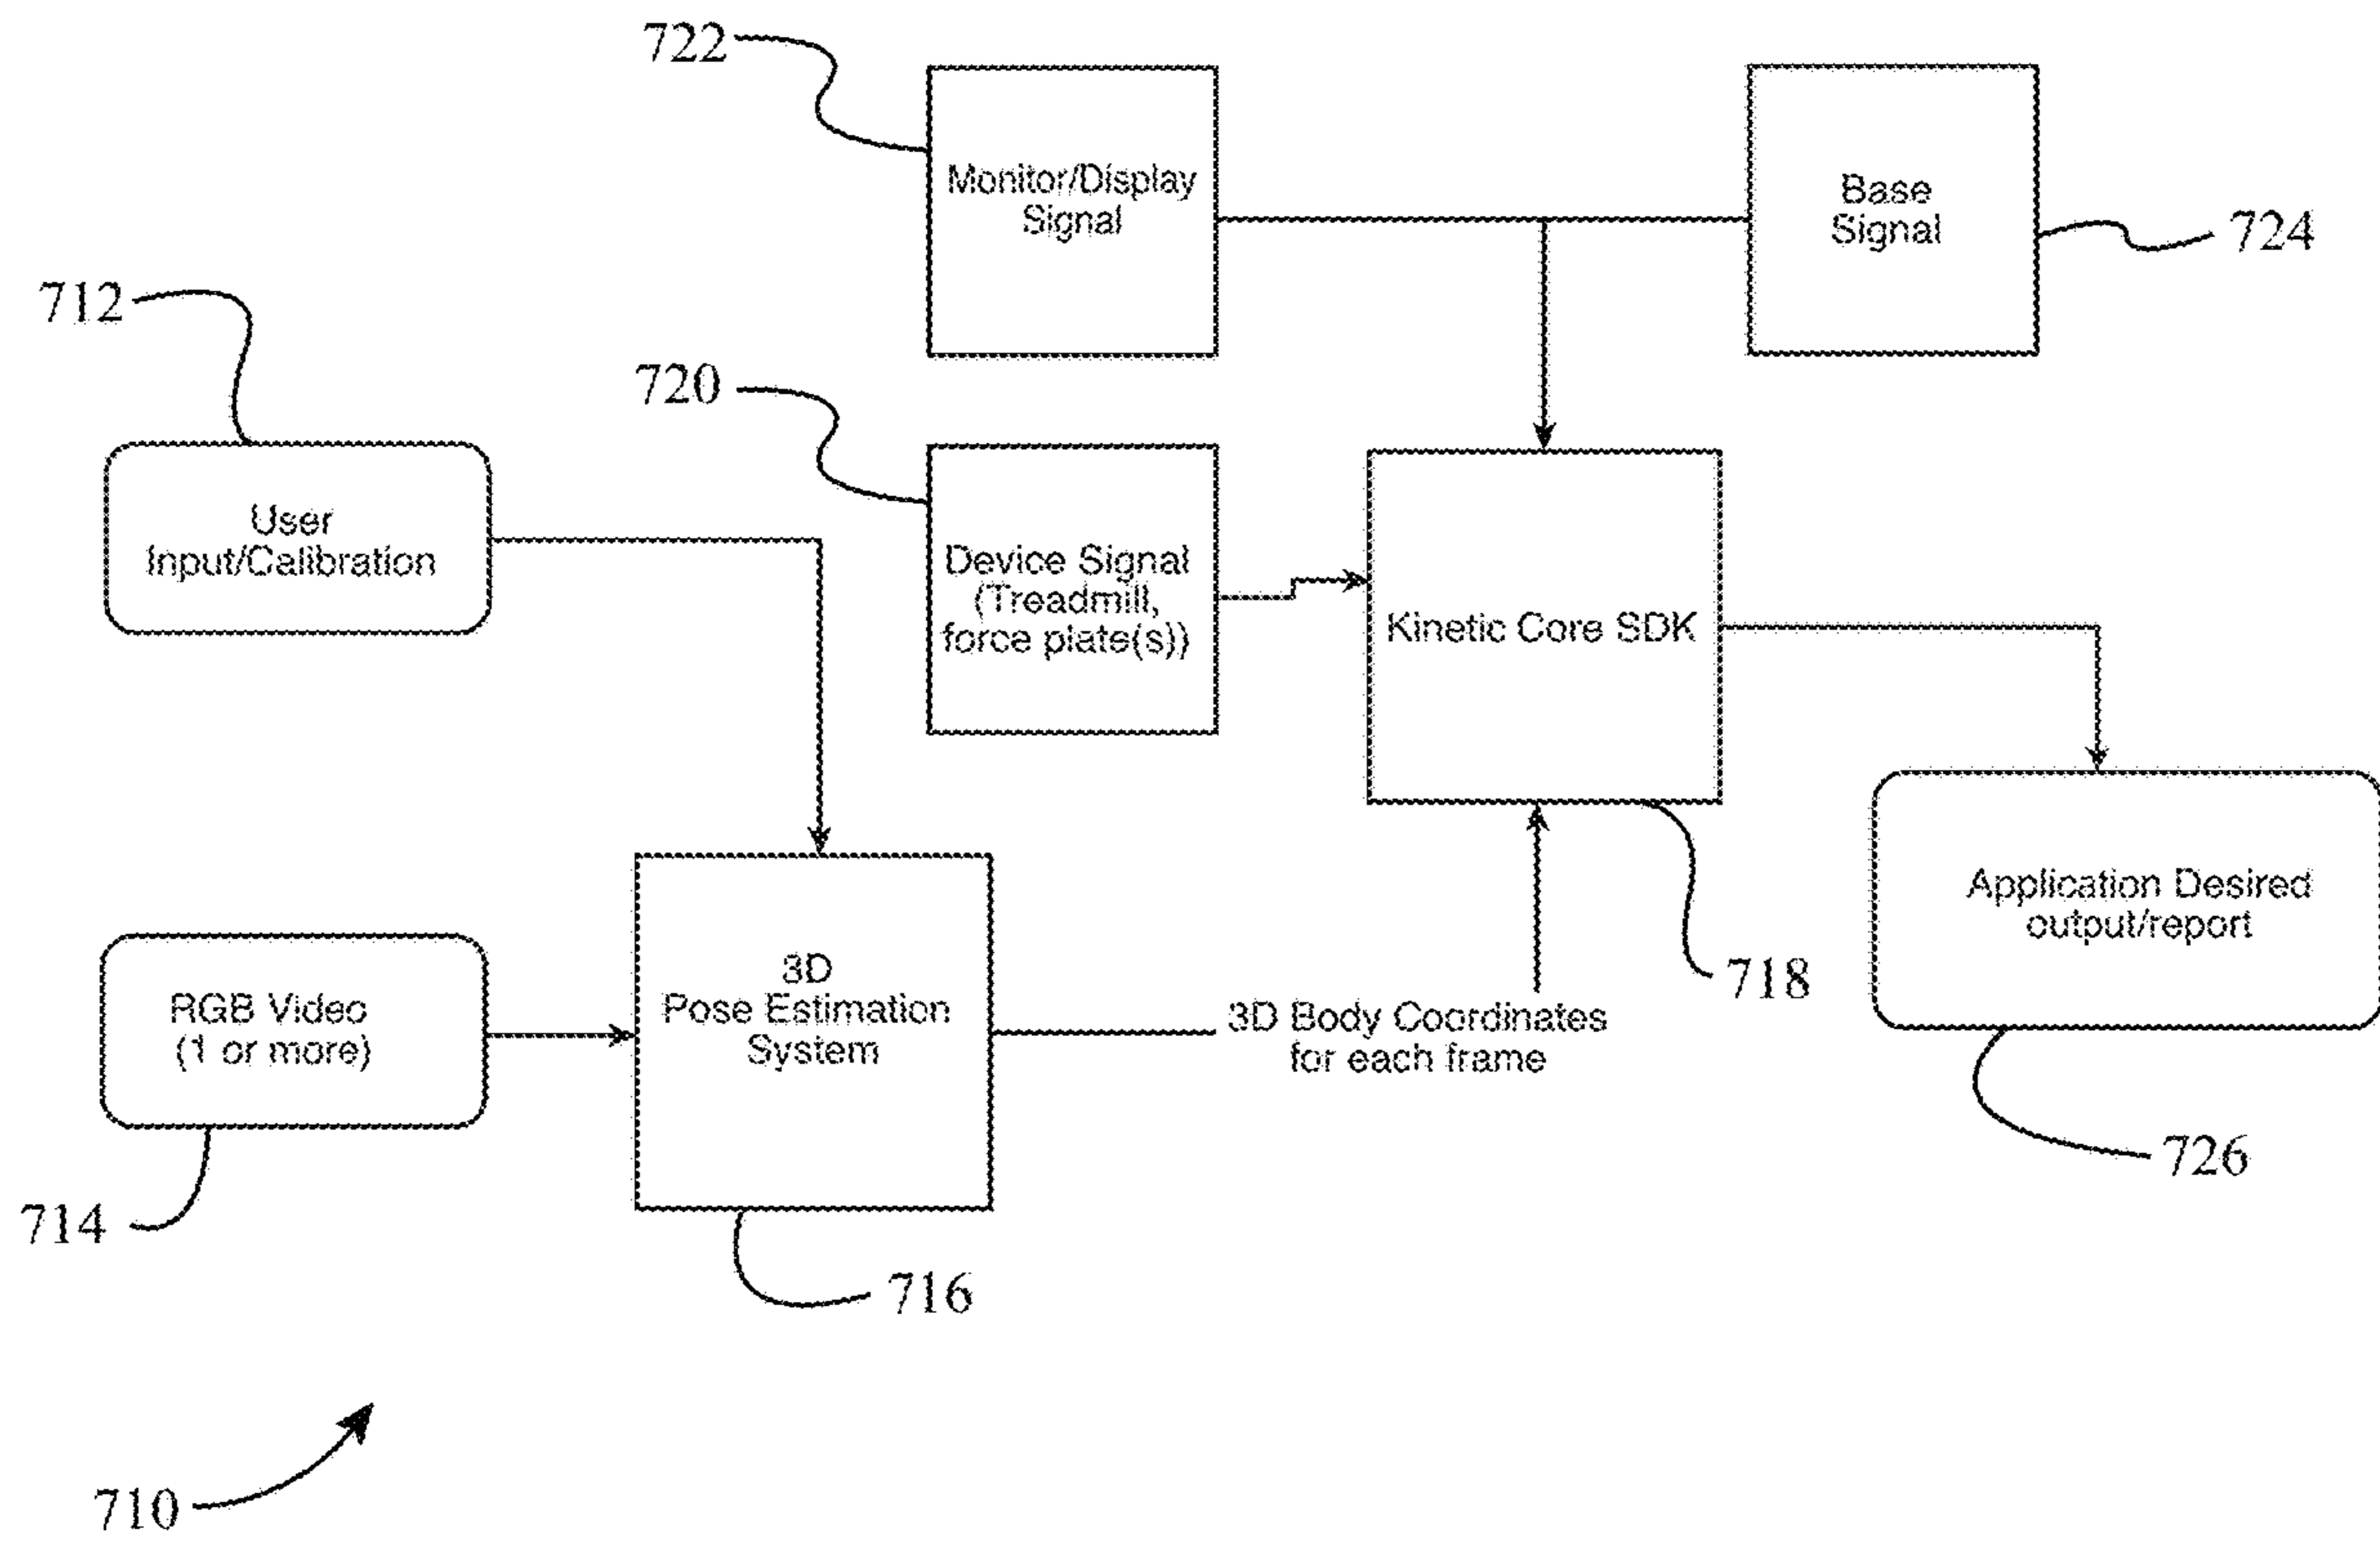 722
Monitor/Display
Signal
Base
Signal
724
712
720
User
Input/Calibration
Device Signal
(Treadmill,
force plate(s))
Kinetic Core SDK
Application Desired
output/report
718
RGB Video
(1 or more)
3D
Pose Estimation
System
3D Body Coordinates
for each frame
726
714
716
710